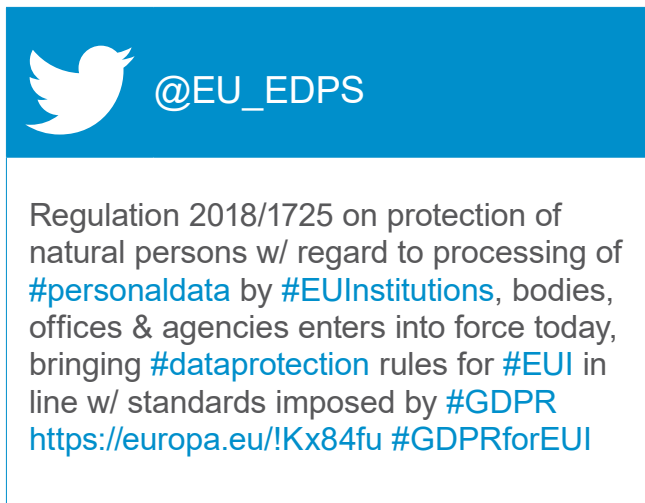 @EU_EDPS
Regulation 2018/1725 on protection of
natural persons w/ regard to processing of
#personaldata by #EUInstitutions, bodies,
offices & agencies enters into force today,
bringing #dataprotection rules for #EUI in
line w/ standards imposed by #GDPR
https://europa.eu/!Kx84fu #GDPRforEUI